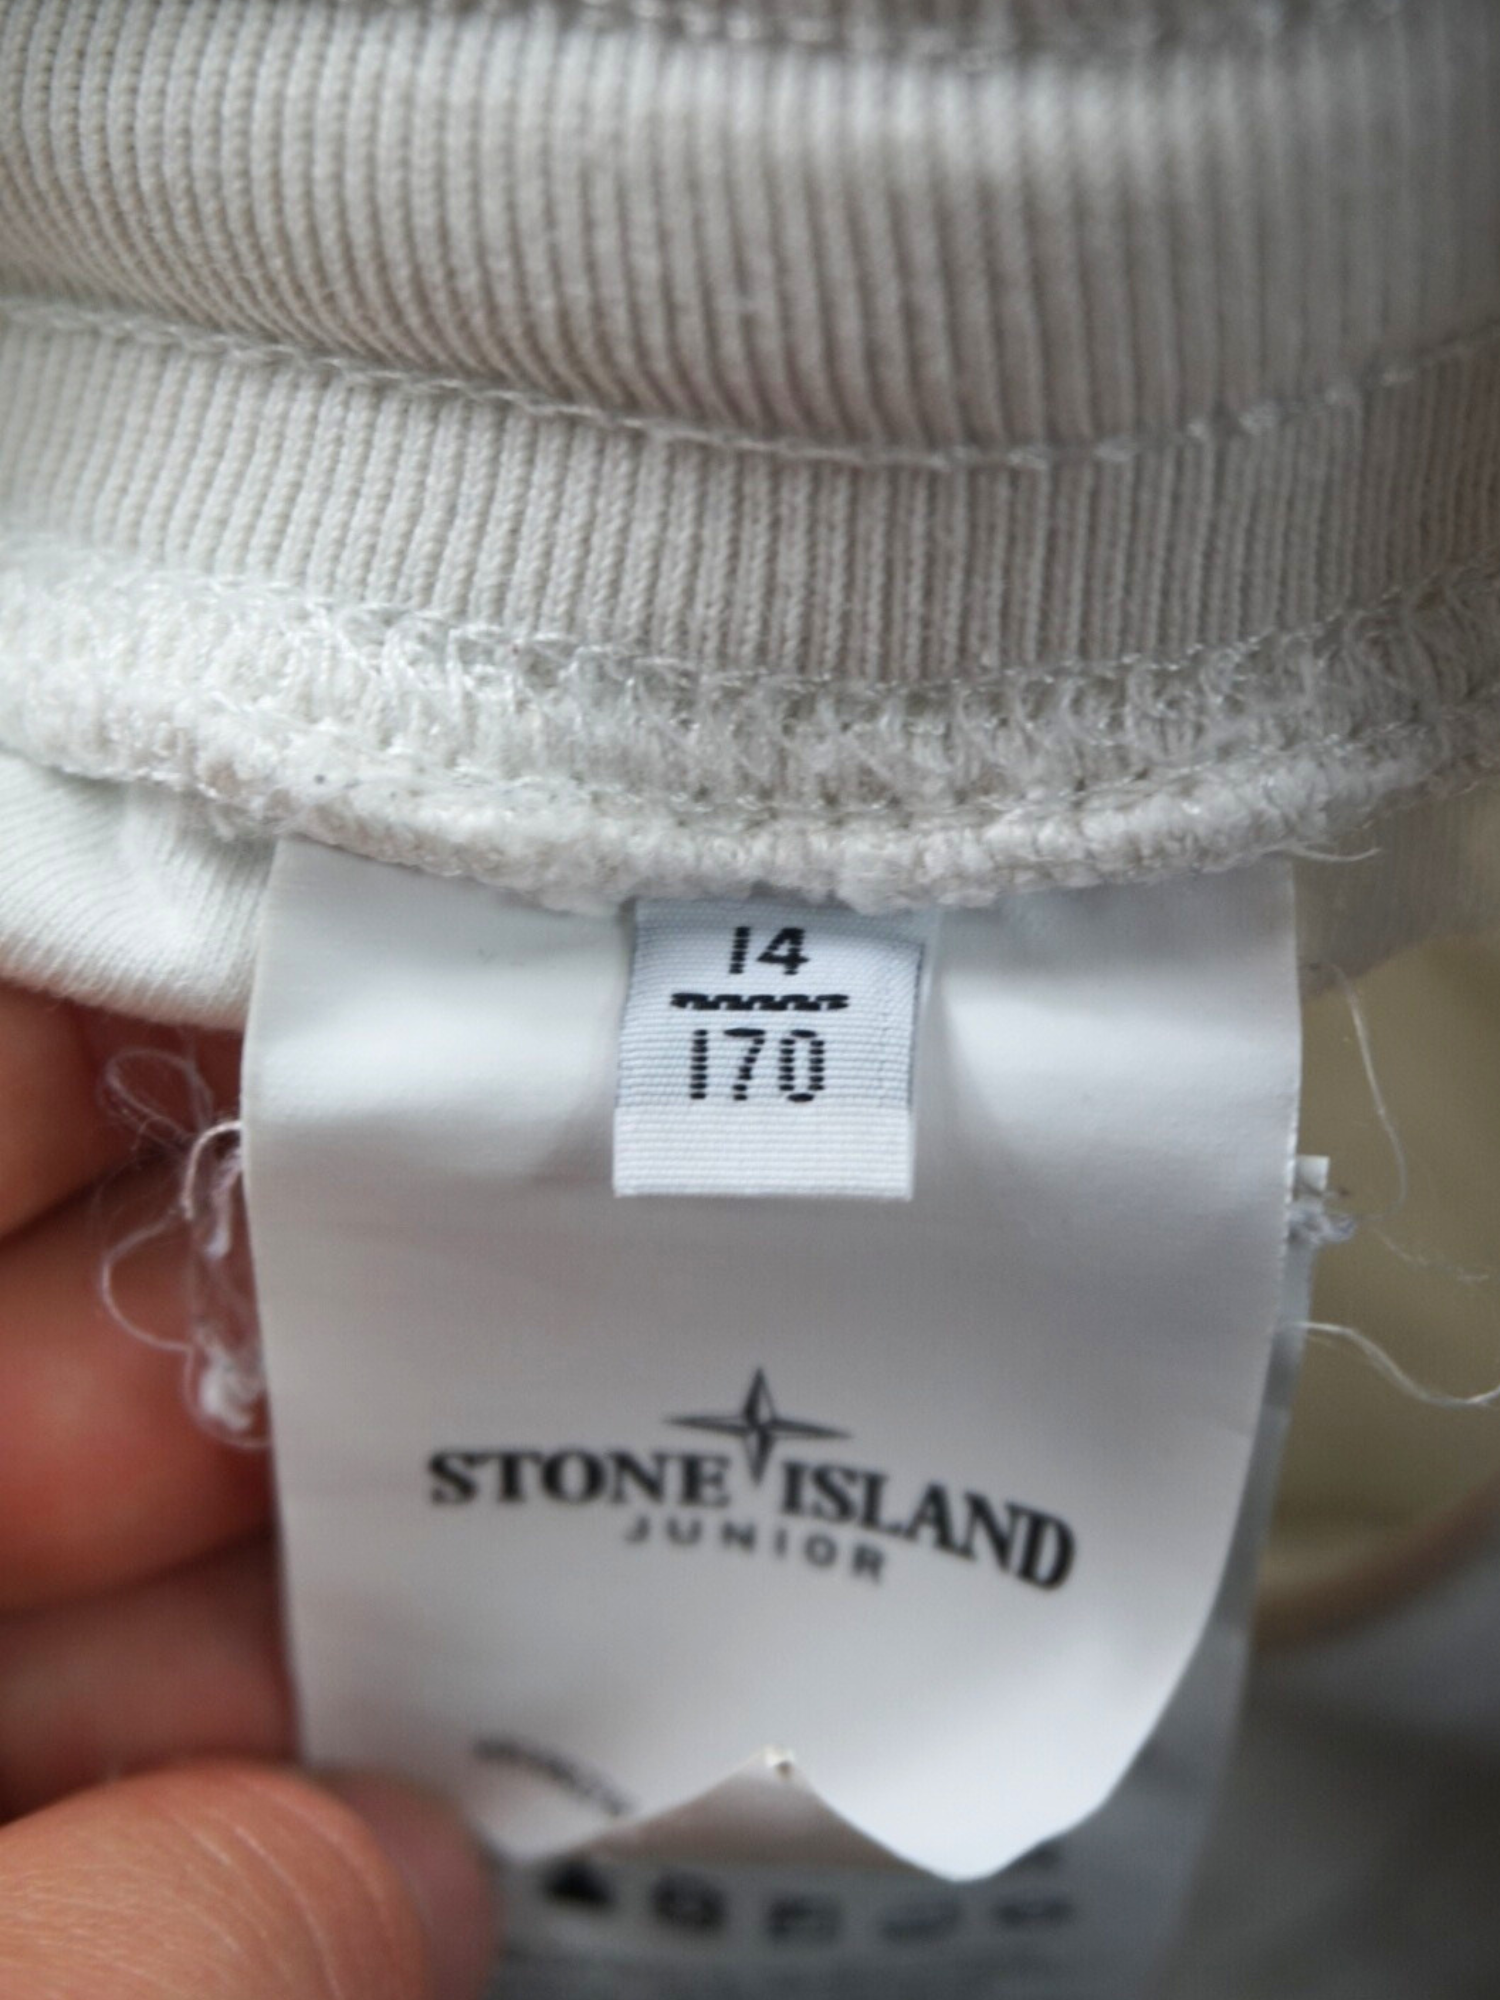 14
170
STONE ISLAND
JUNIOR